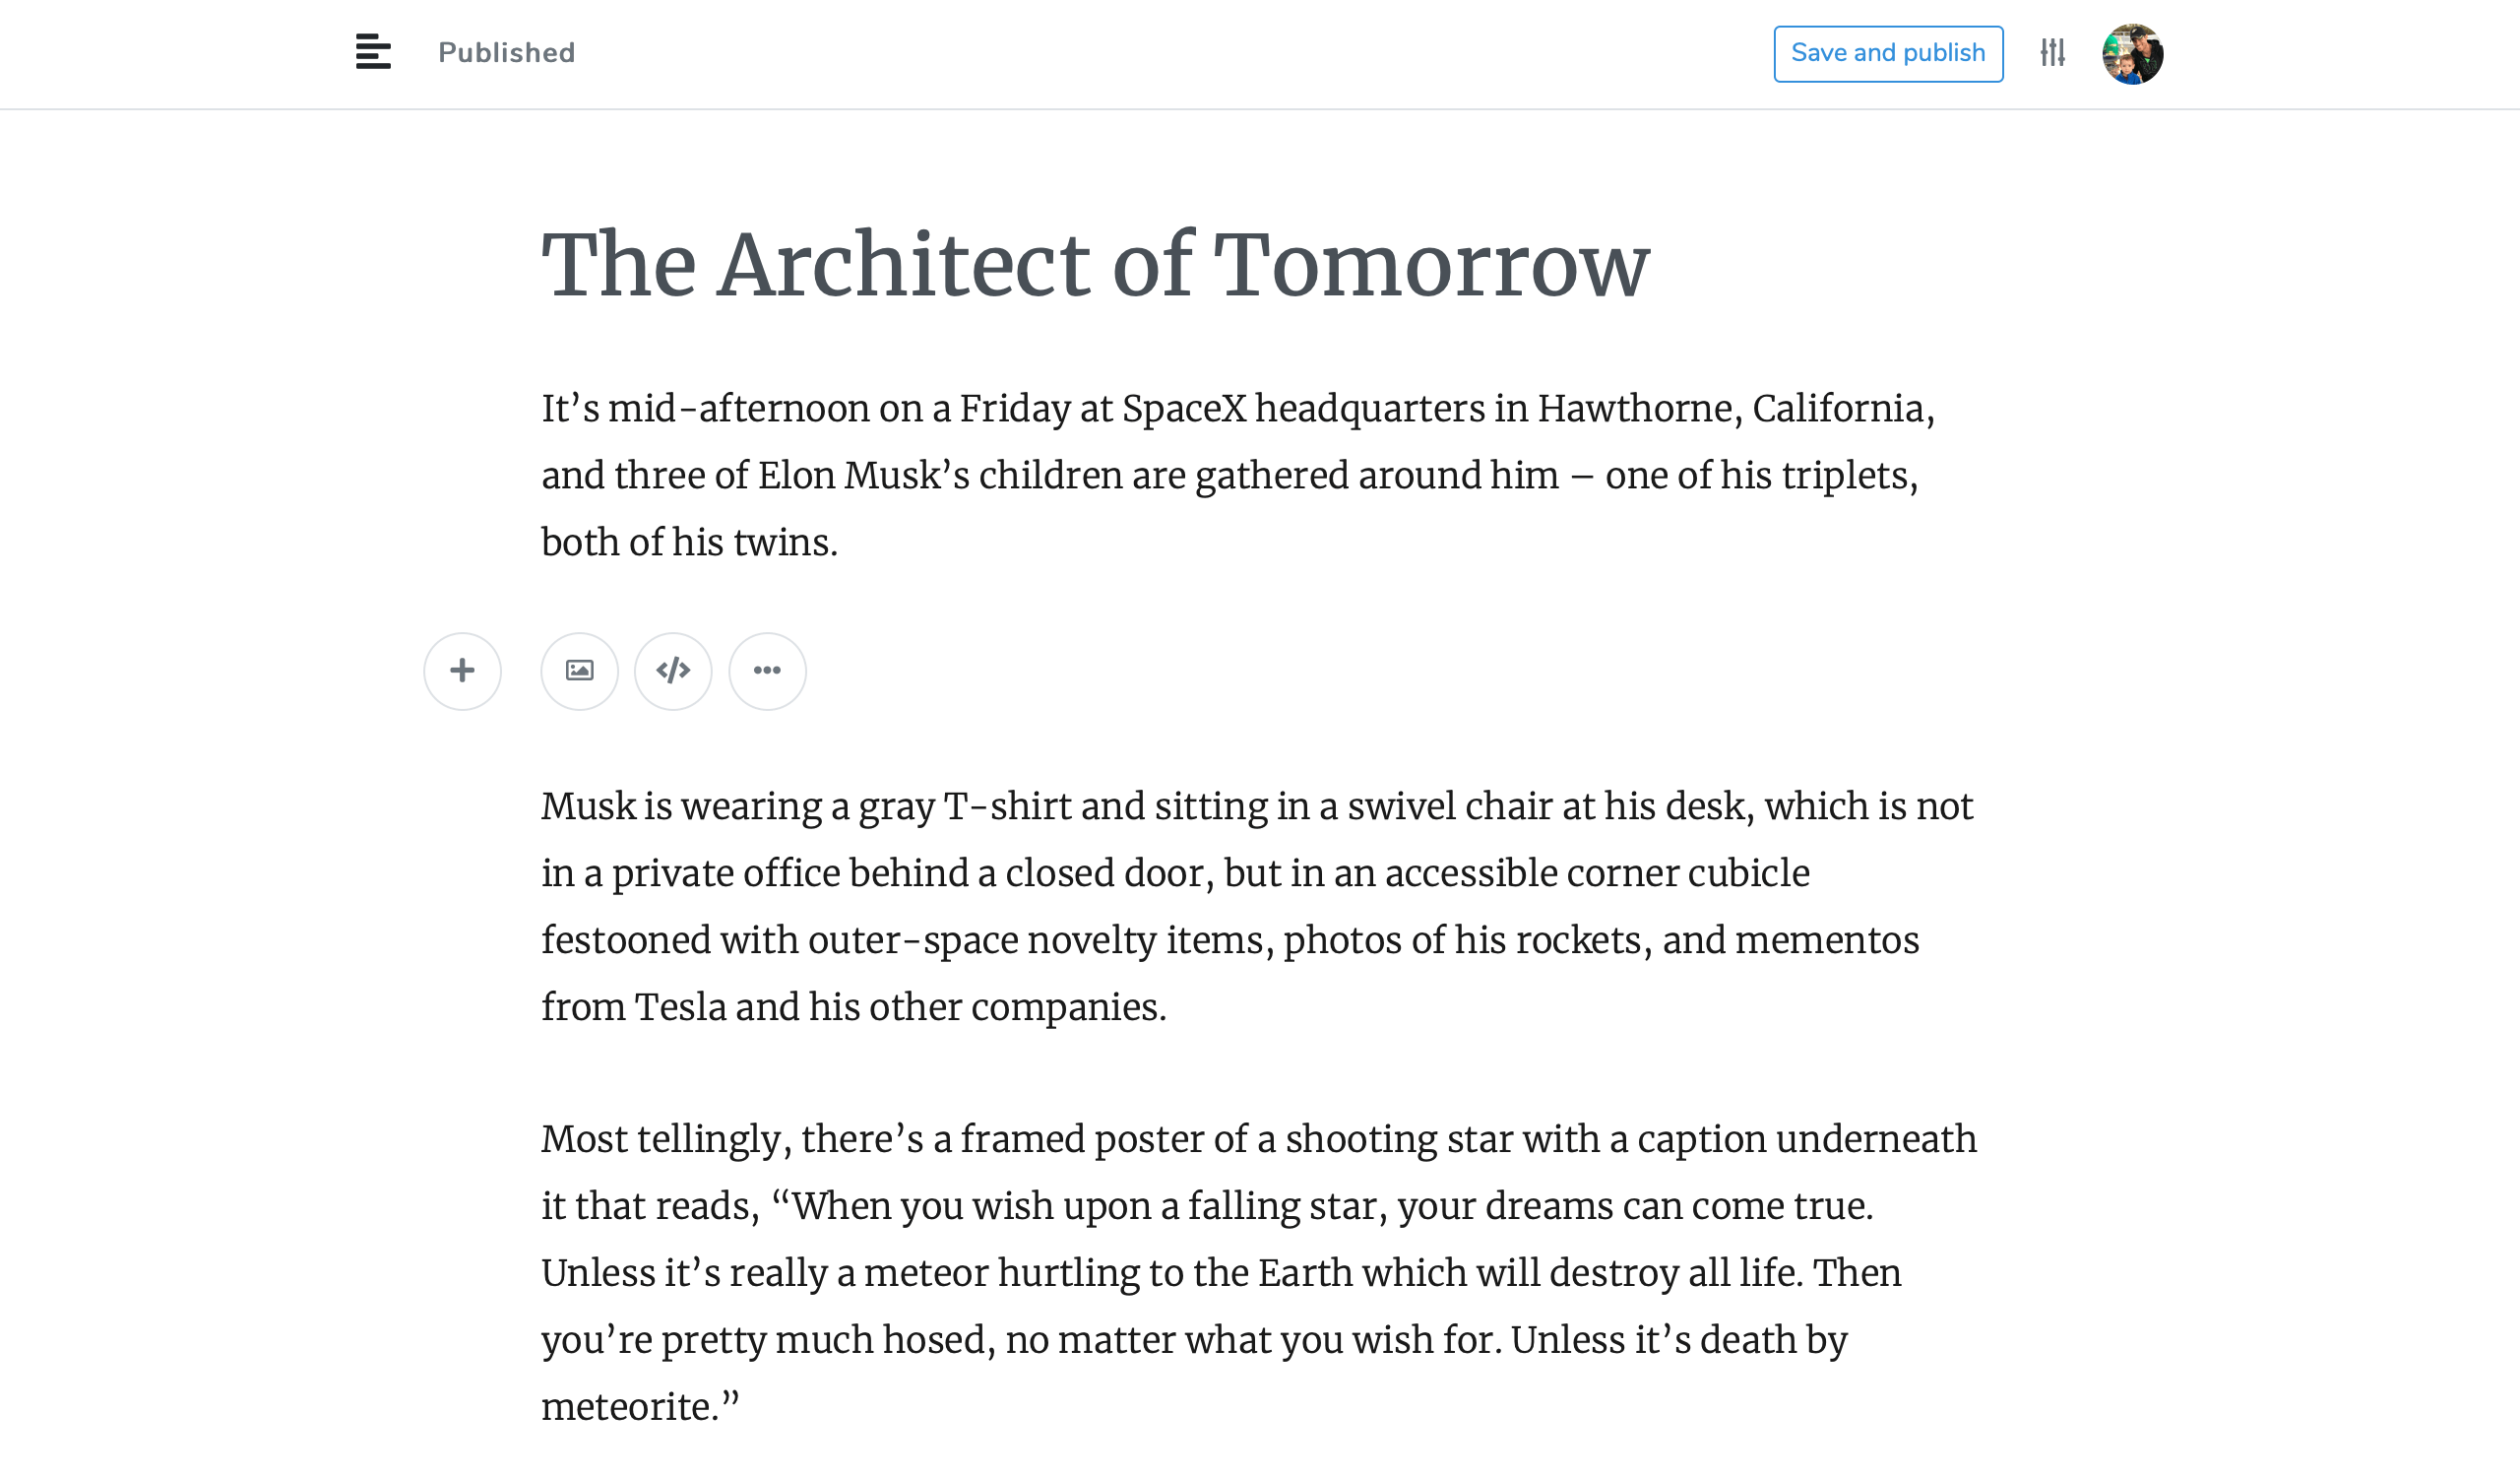 Published
Save and publish
The Architect of Tomorrow
It’s mid-afternoon on a Friday at SpaceX headquarters in Hawthorne, California,
and three of Elon Musk’s children are gathered around him – one of his triplets,
both of his twins.
Musk is wearing a gray T-shirt and sitting in a swivel chair at his desk, which is not
in a private office behind a closed door, but in an accessible corner cubicle
festooned with outer-space novelty items, photos of his rockets, and mementos
from Tesla and his other companies.
Most tellingly, there’s a framed poster of a shooting star with a caption underneath
it that reads, “When you wish upon a falling star, your dreams can come true.
Unless it’s really a meteor hurtling to the Earth which will destroy all life. Then
you’re pretty much hosed, no matter what you wish for. Unless it’s death by
meteorite.”